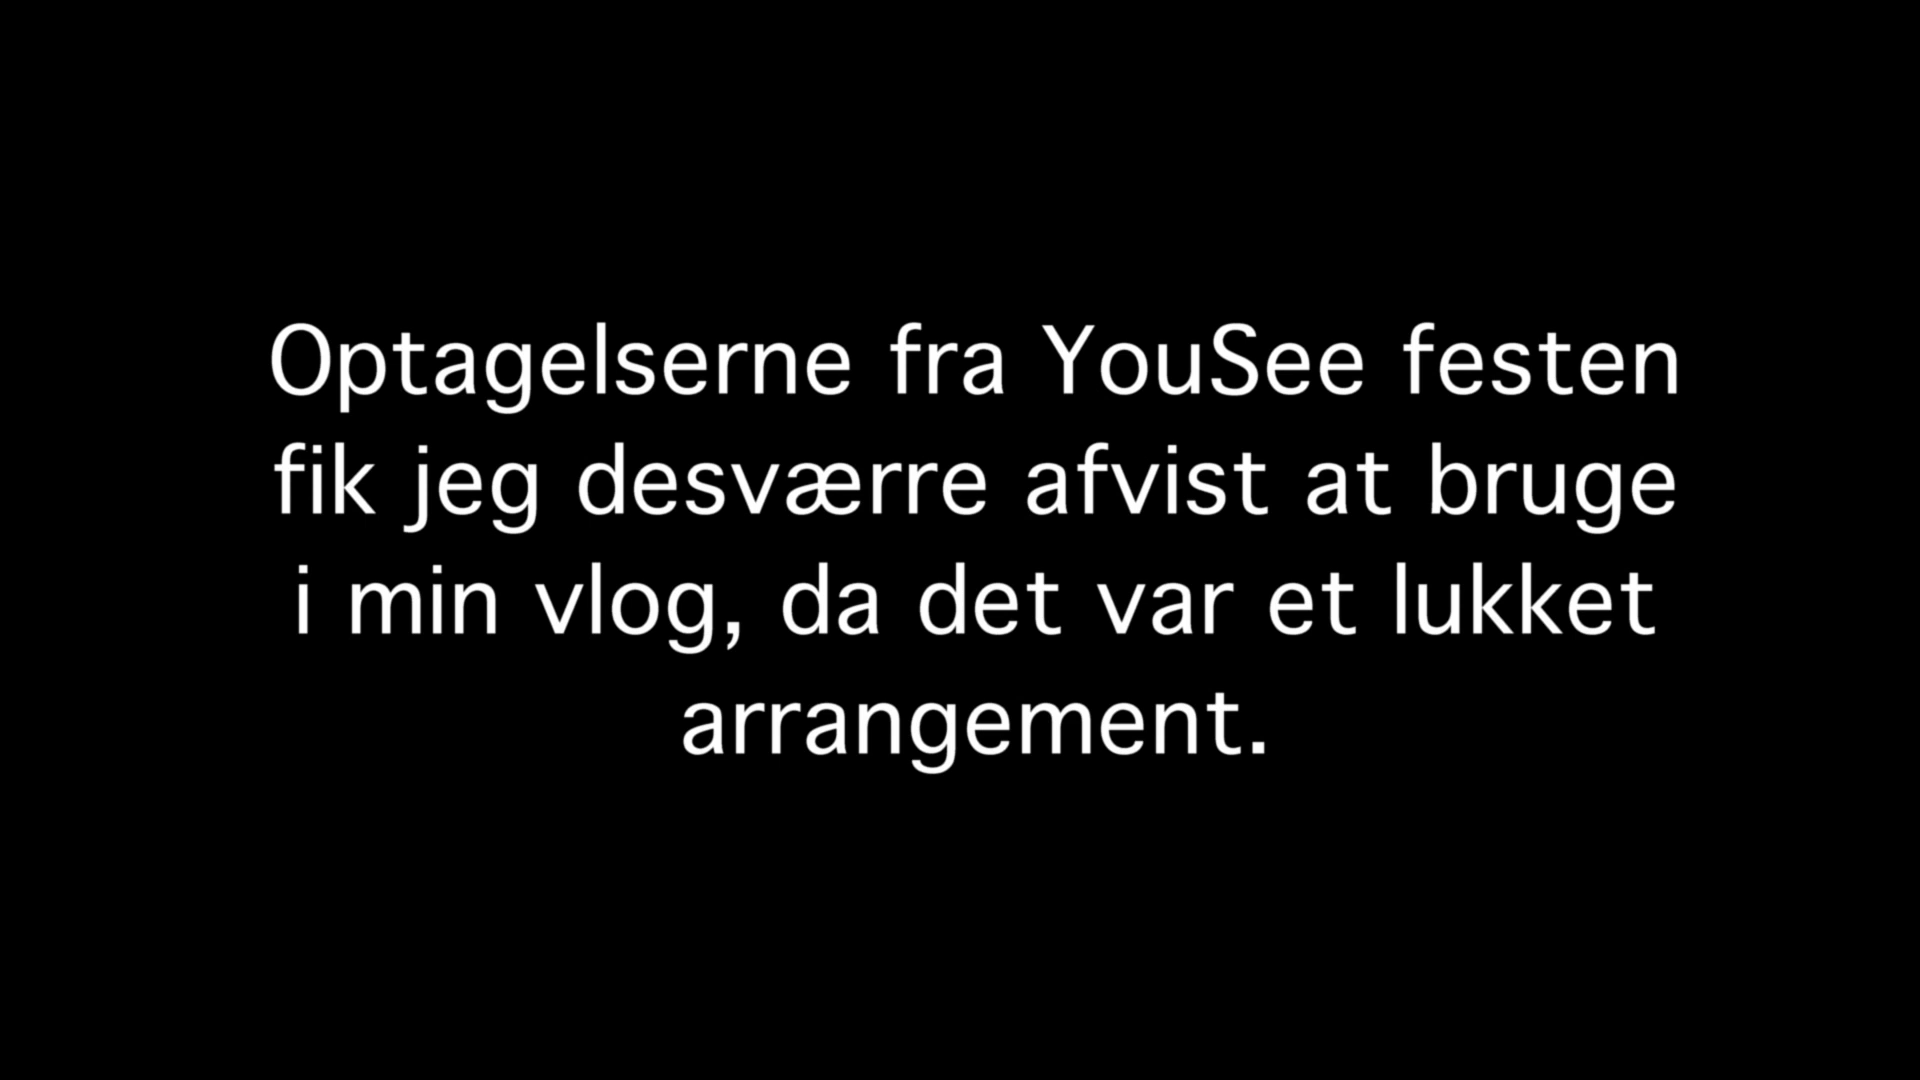 Optagelserne fra YouSee festen
fik jeg desværre afvist at bruge
i min vlog, da det var et lukket
arrangement.